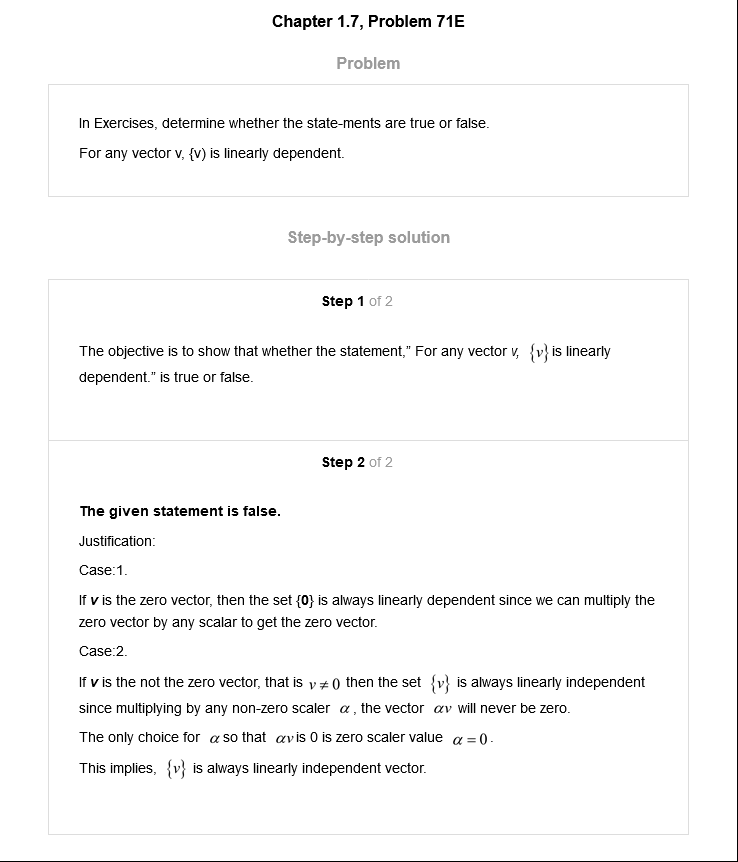 Chapter 1.7, Problem 71E
Problem
In Exercises, determine whether the state-ments are true or false.
For any vector v, {v) is linearly dependent.
Step-by-step solution
Step 1 of 2
The objective is to show that whether the statement,” For any vector v, {v} is linearly
dependent.” is true or false.
Step 2 of 2
The given statement is false.
Justification:
Case:1.
If v is the zero vector, then the set {0} is always linearly dependent since we can multiply the
zero vector by any scalar to get the zero vector.
Case:2.
If v is the not the zero vector, that is v ≠ 0 then the set {v} is always linearly independent
since multiplying by any non-zero scaler α , the vector αv will never be zero.
The only choice for α so that αv is 0 is zero scaler value α = 0 .
This implies, {v} is always linearly independent vector.